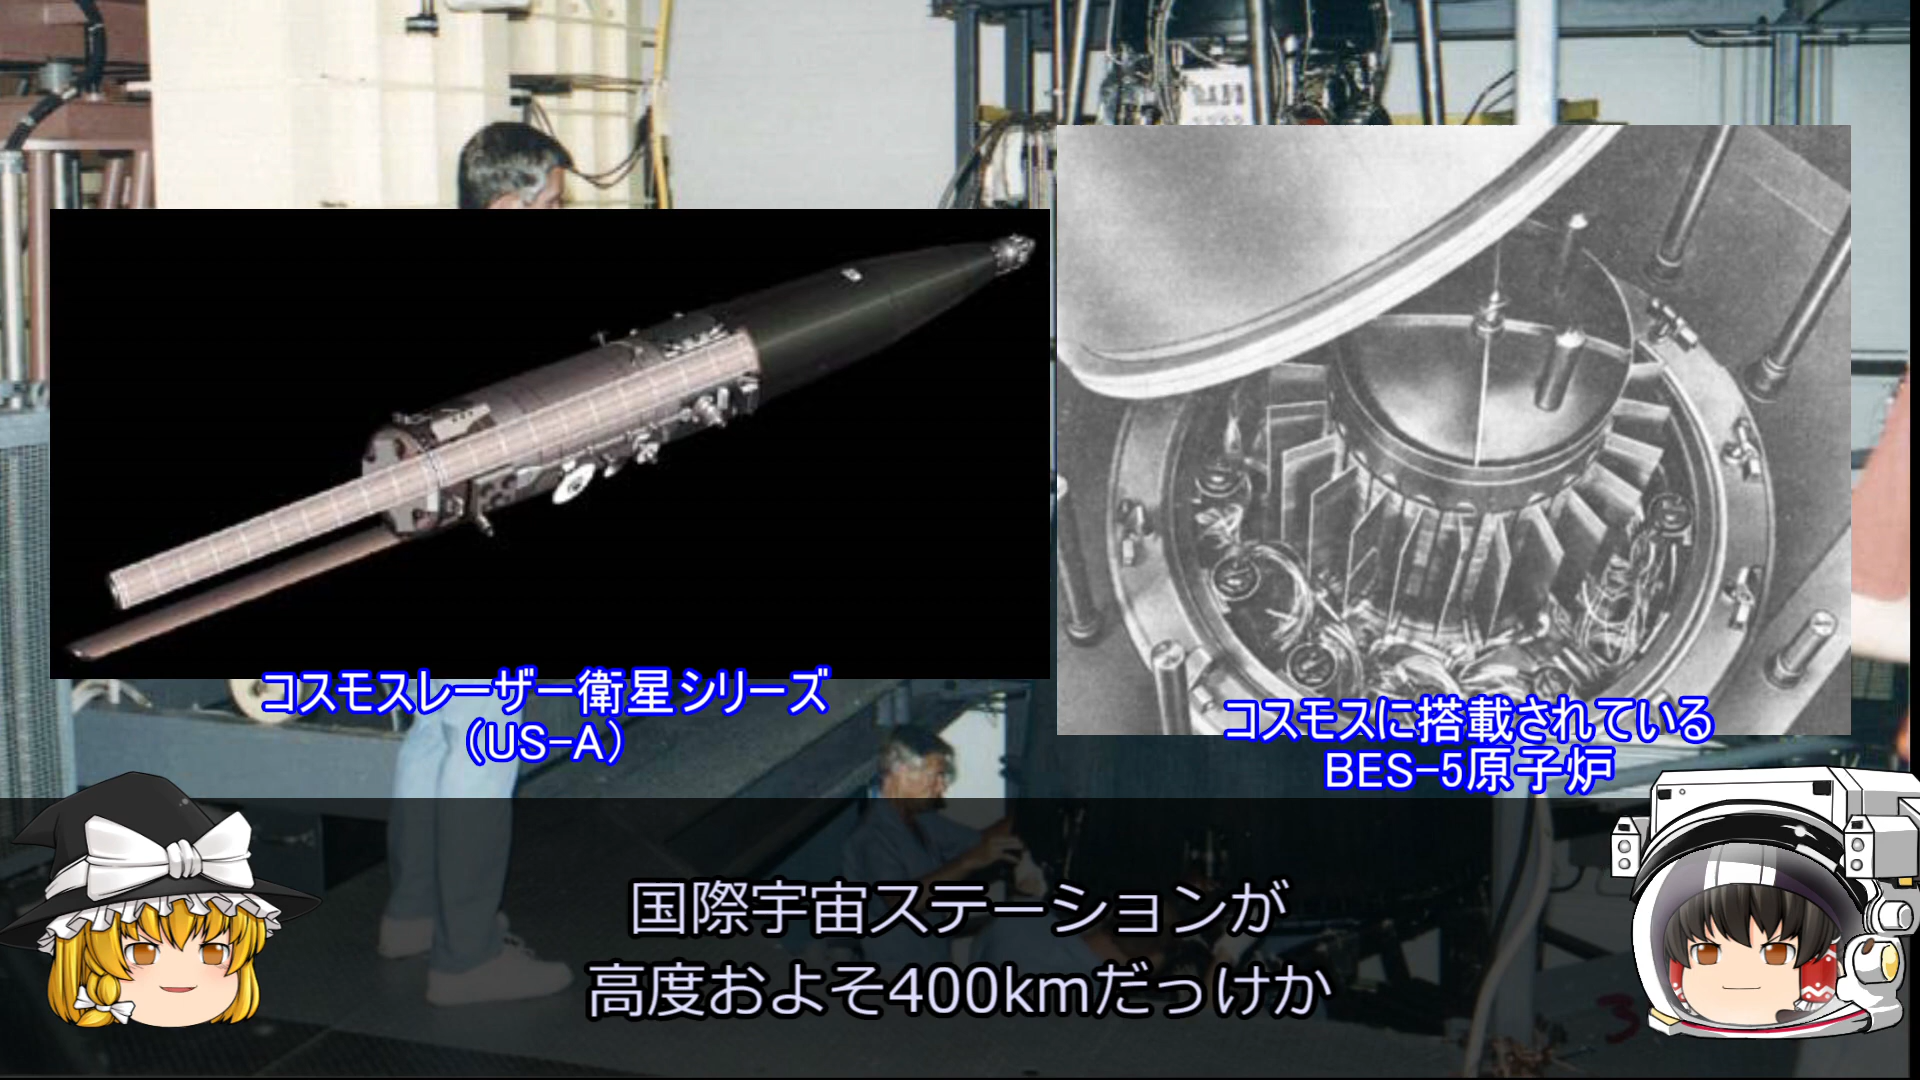 コスモスレーザー衛星シリーズ
(US-A)
コスモスに搭載されている
BES-5原子炉
国際宇宙ステーションが
高度およそ400kmだっけか